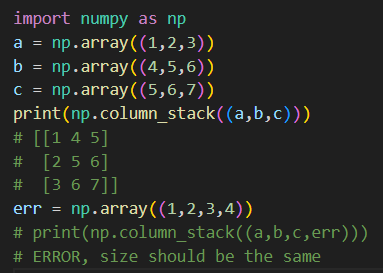 import numpy as np
a = np.array((1,2,3))
b = np.array((4,5,6))
c = np.array((5,6,7))
print(np.column_stack((a,b,c)))
# [[1 4 5]
#  [2 5 6]
#  [3 6 7]]
err = np.array((1,2,3,4))
# print(np.column_stack((a,b,c,err)))
# ERROR, size should be the same